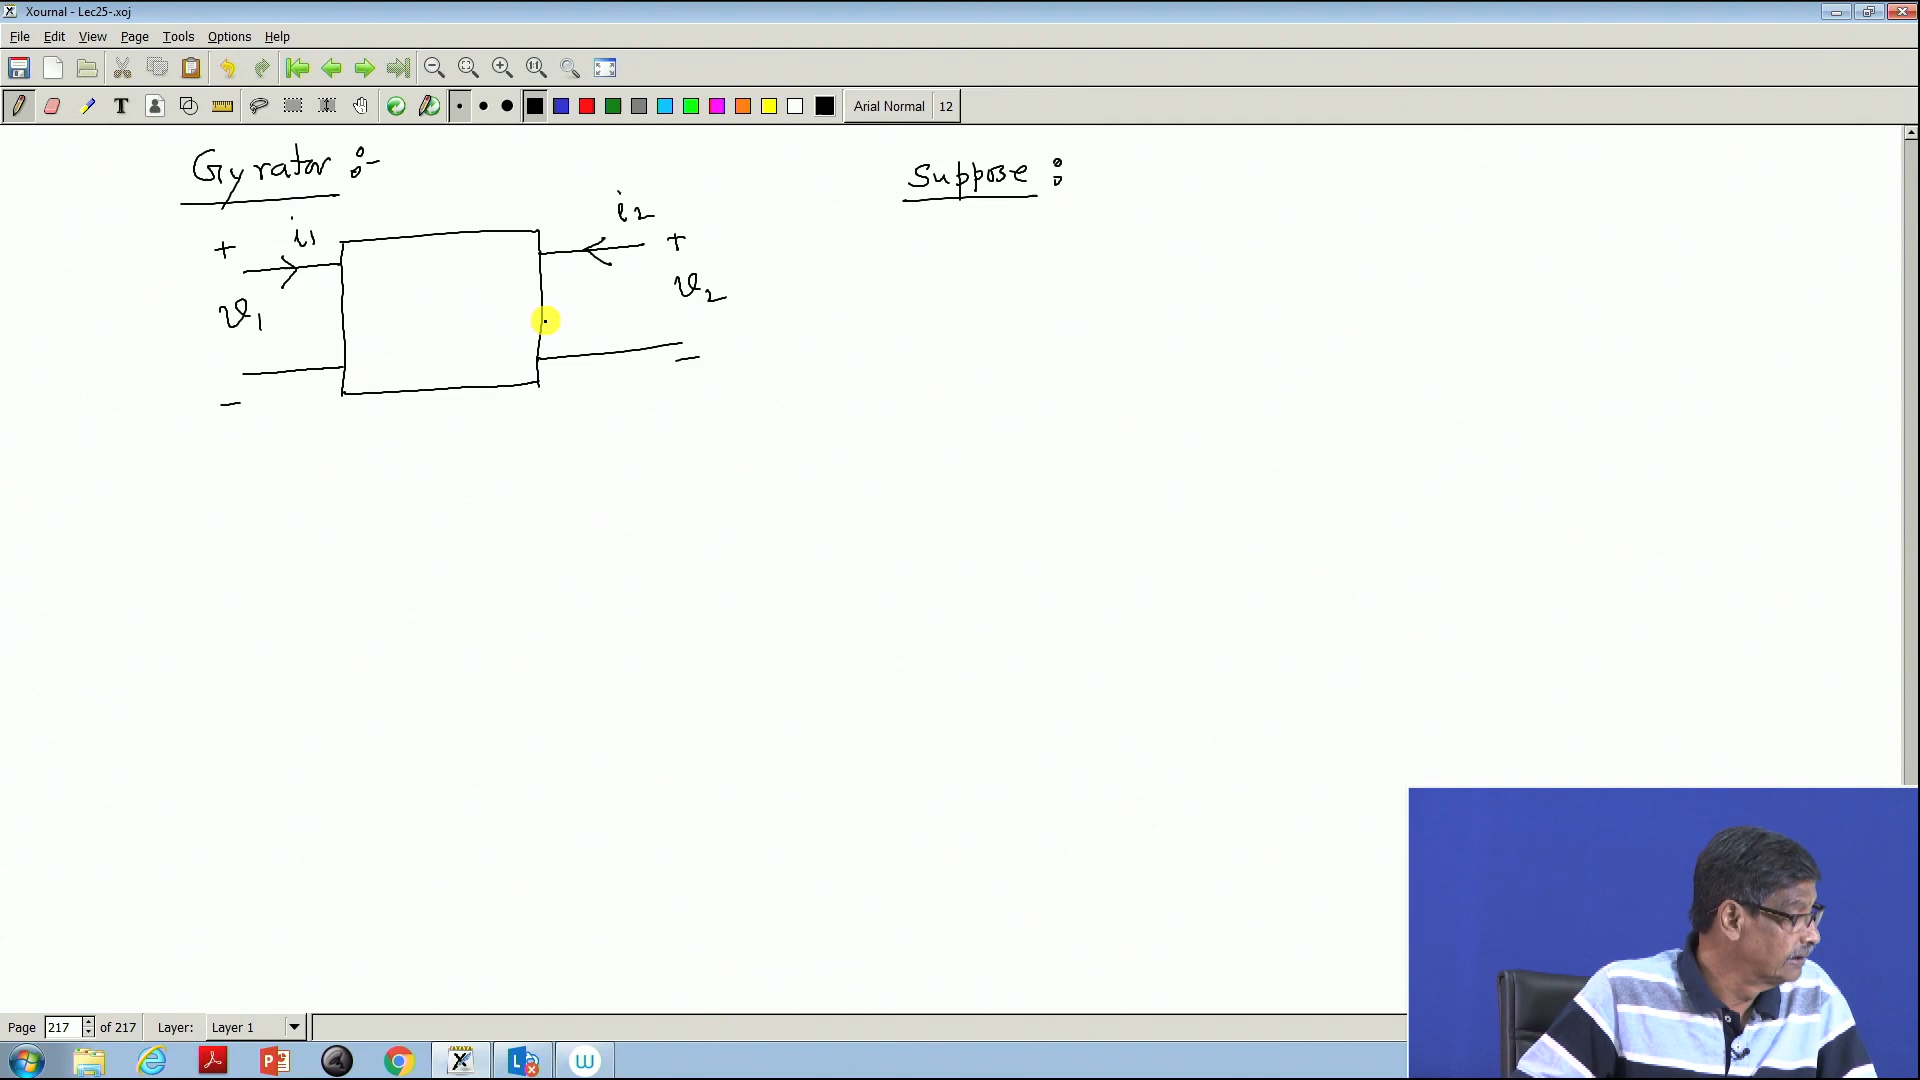 Xournal - Lec25-.xoj
File Edit View Page Tools Options Help
Arial Normal 12
Gyrator :-
Suppose :
i1
i2
+
+
v1
v2
-
-
Page 217 of 217 Layer: Layer 1